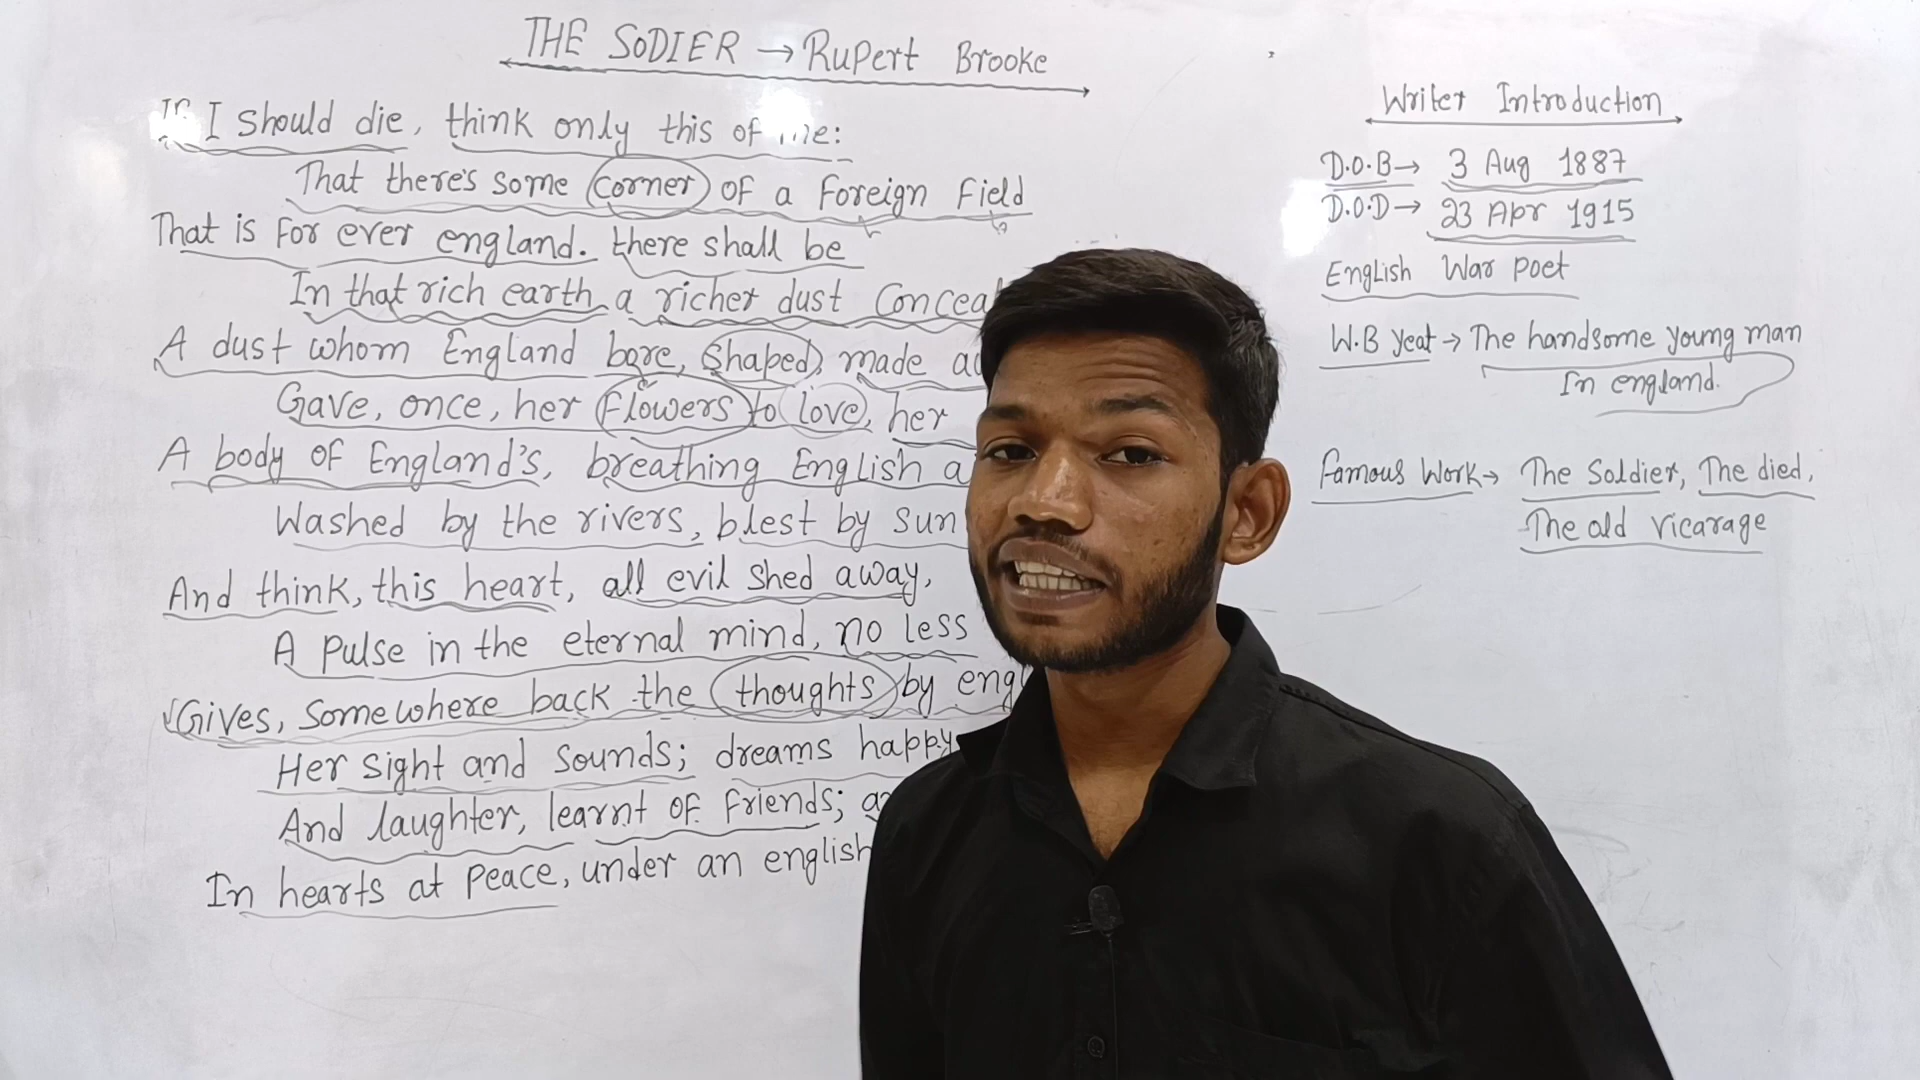 THE SODIER → Rupert Brooke
If I should die, think only this of me:
That there's some corner of a foreign field
That is for ever england. there shall be
In that rich earth a richer dust Conceal
A dust whom England bore, shaped, made a
Gave, once, her flowers to love, her
A body of England's, breathing English a
Washed by the rivers, blest by sun
And think, this heart, all evil shed away,
A pulse in the eternal mind, no less
Gives, Somewhere back the thoughts by eng
Her sight and sounds; dreams happy
And laughter, learnt of friends; a
In hearts at peace, under an english
Writer Introduction
D.O.B → 3 Aug 1887
D.O.D → 23 Apr 1915
English War poet
W.B Yeat → The handsome young man
In england.
Famous Work → The Soldier, The died,
The old vicarage